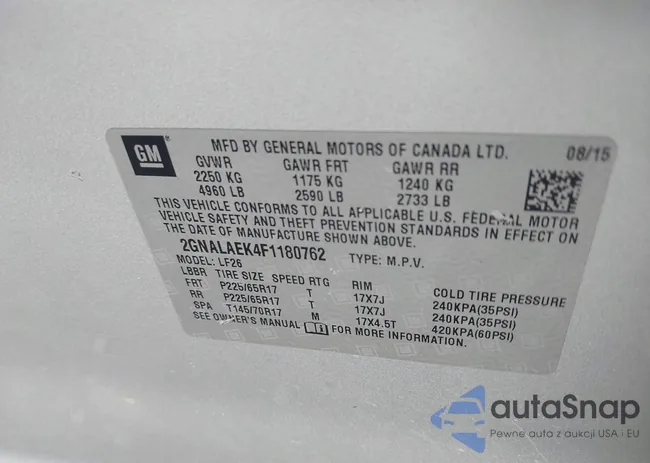 GM
MFD BY GENERAL MOTORS OF CANADA LTD. 08/15
GVWR GAWR FRT GAWR RR
2250 KG 1175 KG 1240 KG
4960 LB 2590 LB 2733 LB
THIS VEHICLE CONFORMS TO ALL APPLICABLE U.S. FEDERAL MOTOR
VEHICLE SAFETY AND THEFT PREVENTION STANDARDS IN EFFECT ON
THE DATE OF MANUFACTURE SHOWN ABOVE.
2GNALAEK4F1180762 TYPE: M.P.V.
MODEL: LF26
LBBR TIRE SIZE SPEED RTG RIM COLD TIRE PRESSURE
FRT P225/65R17 T 17X7J 240KPA(35PSI)
RR P225/65R17 T 17X7J 240KPA(35PSI)
SPA T145/70R17 M 17X4.5T 420KPA(60PSI)
SEE OWNER'S MANUAL FOR MORE INFORMATION.
autaSnap
Pewne auta z aukcji USA i EU